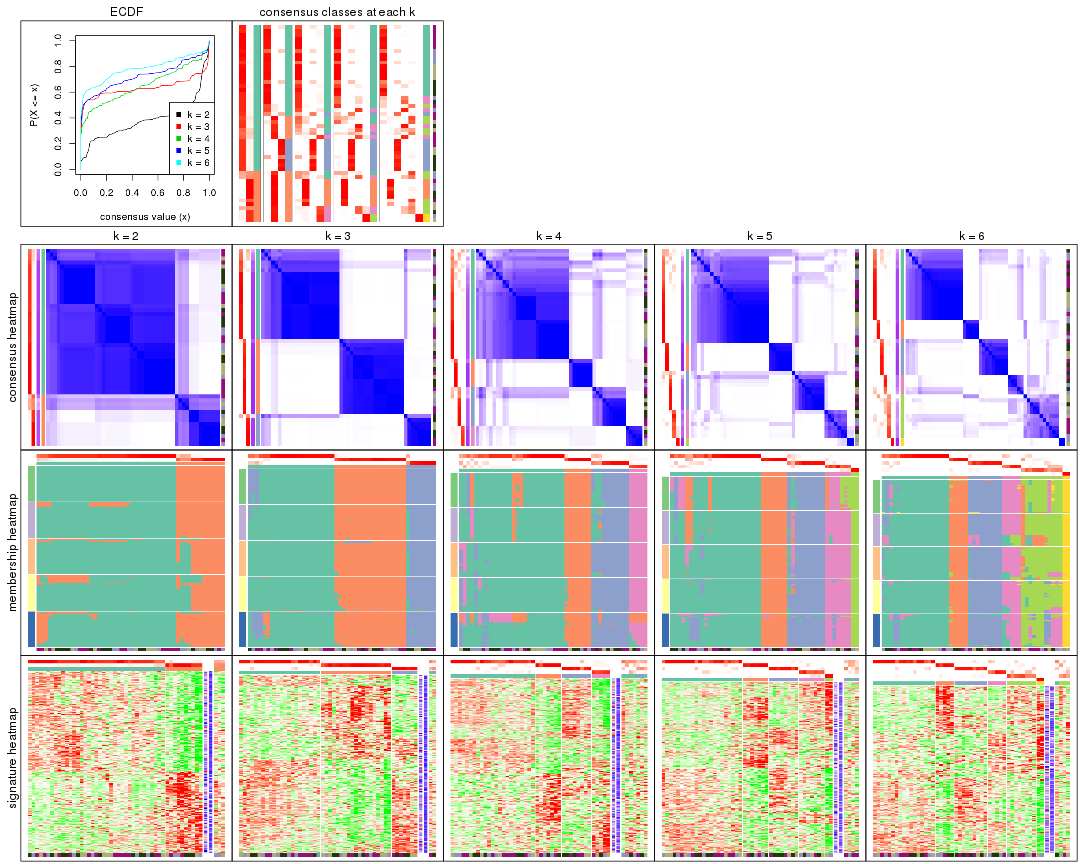 ECDF
consensus classes at each k
P(X <= x)
0.0 0.2 0.4 0.6 0.8 1.0
k = 2
k = 3
k = 4
k = 5
k = 6
0.0 0.2 0.4 0.6 0.8 1.0
consensus value (x)
k = 2
k = 3
k = 4
k = 5
k = 6
consensus heatmap
membership heatmap
signature heatmap